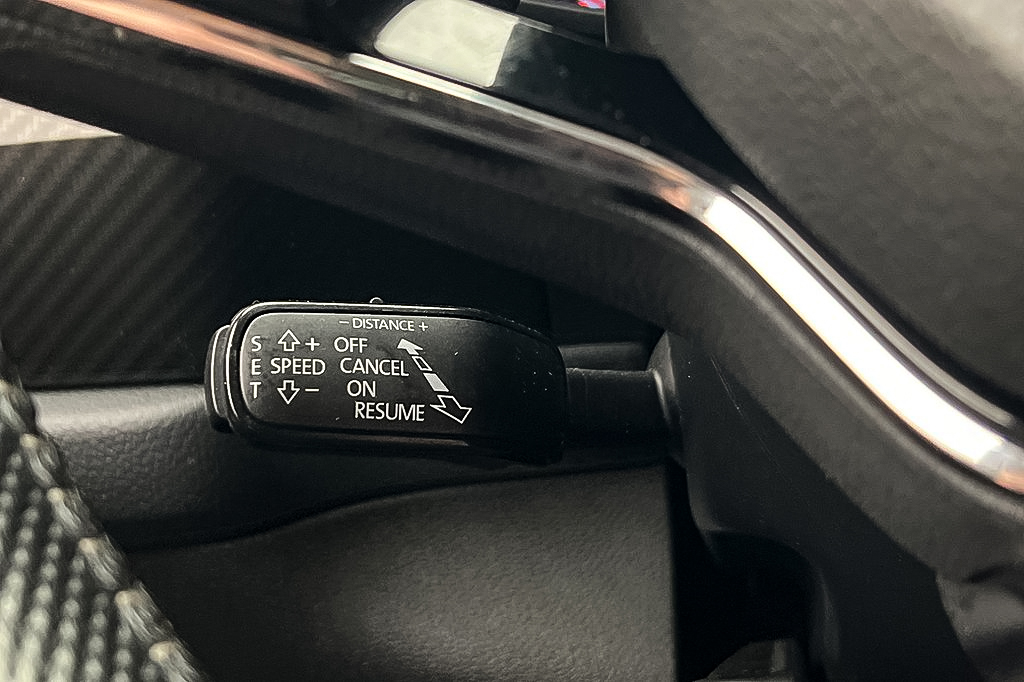 – DISTANCE +
S + OFF
E SPEED CANCEL
T – ON
RESUME